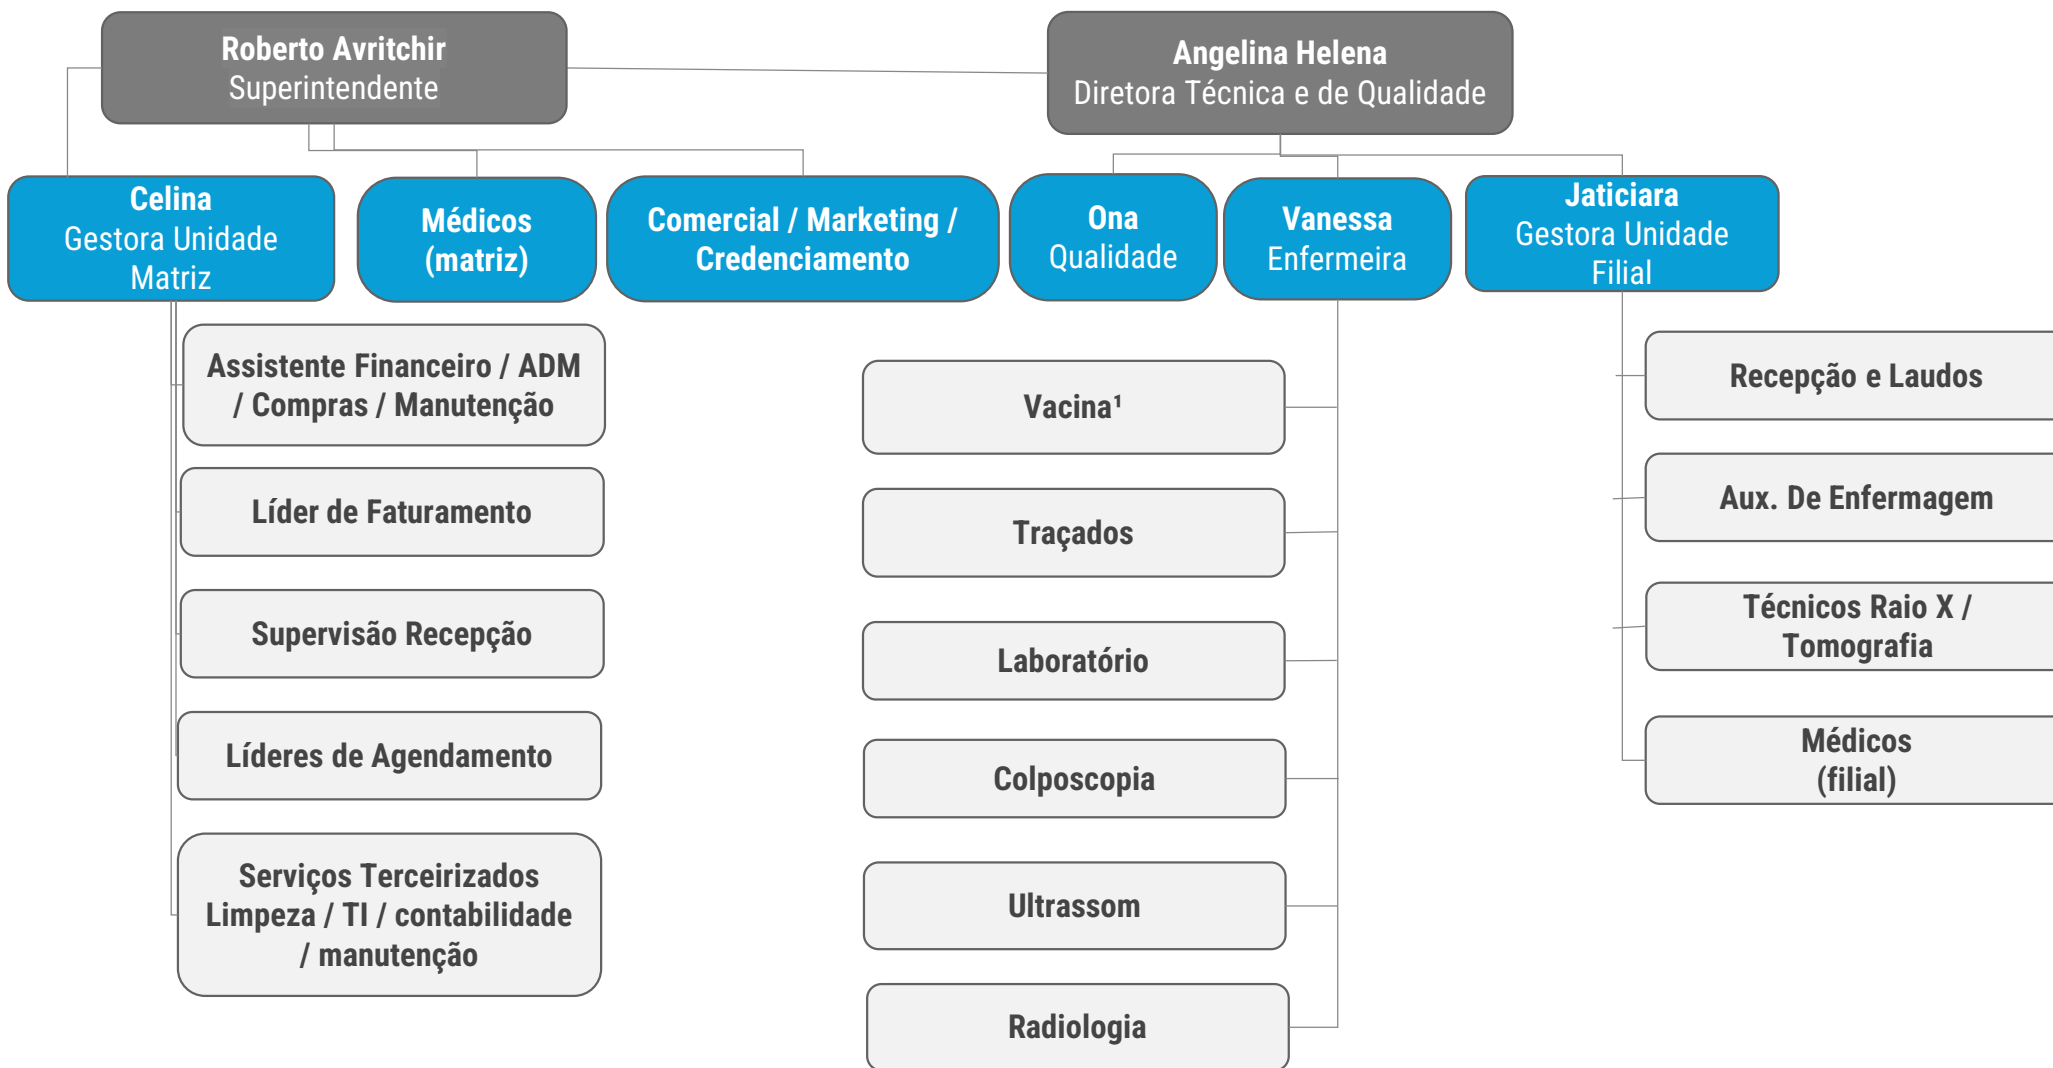 Roberto Avritchir
Superintendente
Angelina Helena
Diretora Técnica e de Qualidade
Celina
Gestora Unidade
Matriz
Médicos
(matriz)
Comercial / Marketing /
Credenciamento
Ona
Qualidade
Vanessa
Enfermeira
Jaticiara
Gestora Unidade
Filial
Assistente Financeiro / ADM
/ Compras / Manutenção
Líder de Faturamento
Supervisão Recepção
Líderes de Agendamento
Serviços Terceirizados
Limpeza / TI / contabilidade
/ manutenção
Vacina¹
Traçados
Laboratório
Colposcopia
Ultrassom
Radiologia
Recepção e Laudos
Aux. De Enfermagem
Técnicos Raio X /
Tomografia
Médicos
(filial)